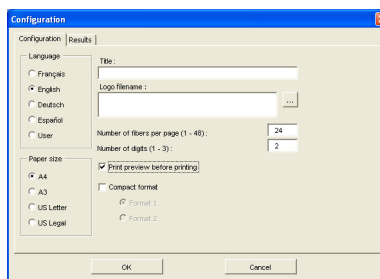 Configuration
Configuration Results
Language
Français
English
Deutsch
Español
User
Paper size
A4
A3
US Letter
US Legal
Title :
Logo filename :
...
Number of fibers per page (1 - 48) : 24
Number of digits (1 - 3) : 2
Print preview before printing
Compact format
Format 1
Format 2
OK Cancel